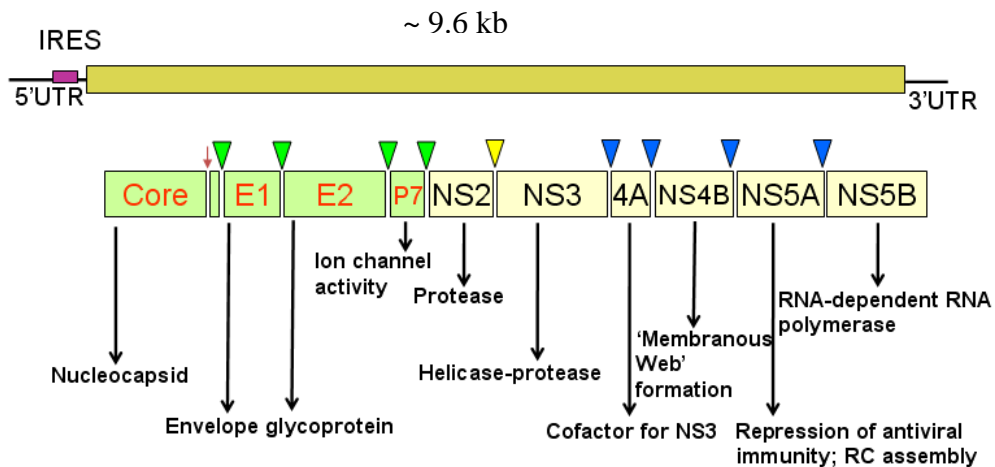 ~ 9.6 kb
IRES
5'UTR
3'UTR
Core E1 E2 P7 NS2 NS3 4A NS4B NS5A NS5B
Ion channel
activity
Protease
RNA-dependent RNA
polymerase
'Membranous
Web'
formation
Nucleocapsid
Helicase-protease
Envelope glycoprotein
Cofactor for NS3
Repression of antiviral
immunity; RC assembly